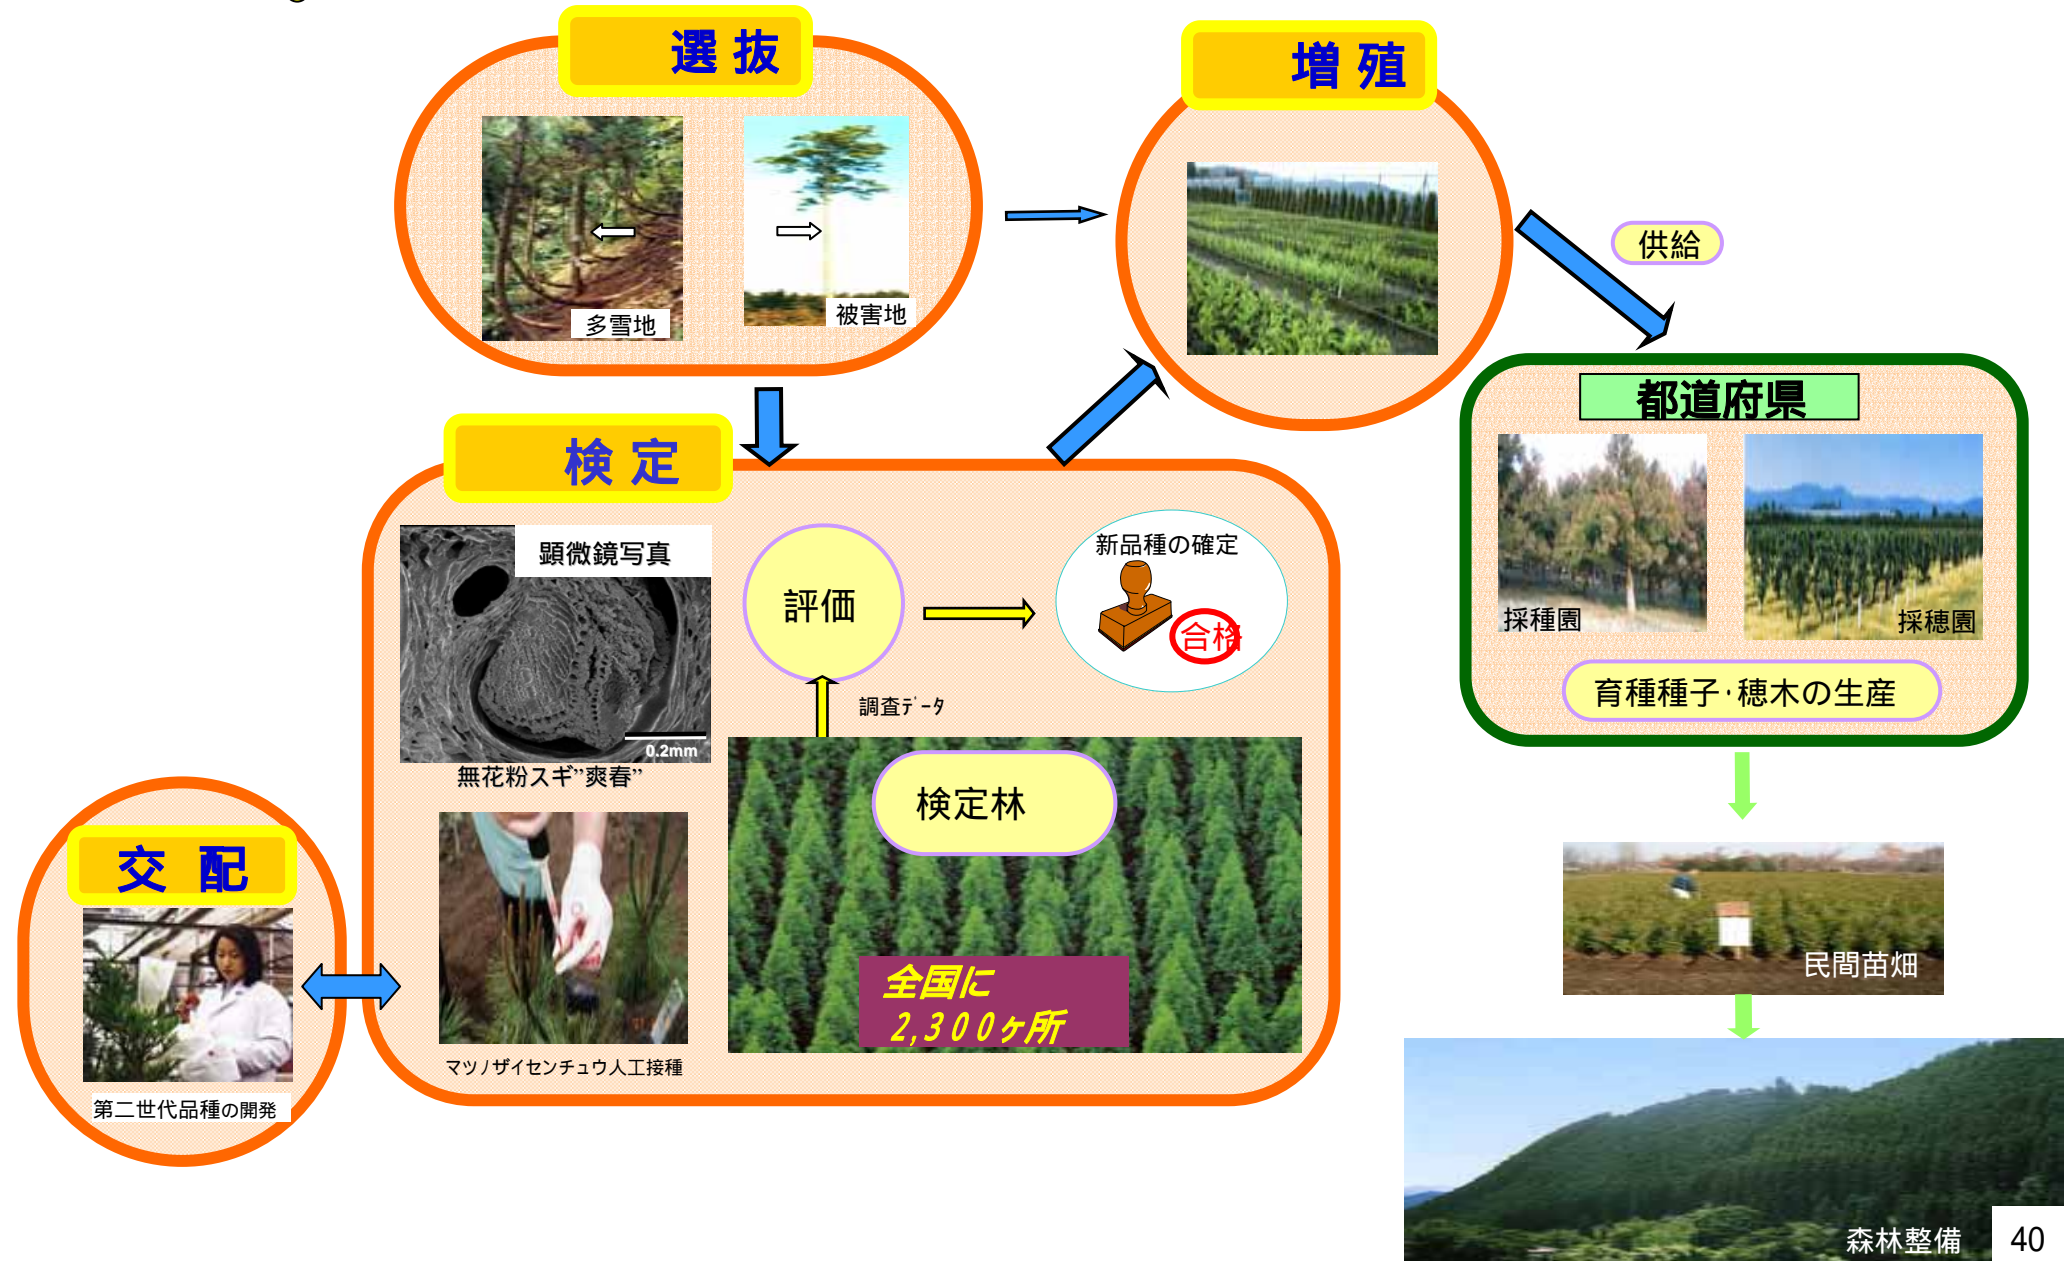 選 抜
多雪地
被害地
増 殖
供給
都道府県
採種園
採穂園
育種種子･穂木の生産
民間苗畑
森林整備
検 定
顕微鏡写真
0.2mm
無花粉スギ”爽春”
マツノザイセンチュウ人工接種
評価
新品種の確定
合格
調査ﾃﾞｰﾀ
検定林
全国に
2,300ヶ所
交 配
第二世代品種の開発
40